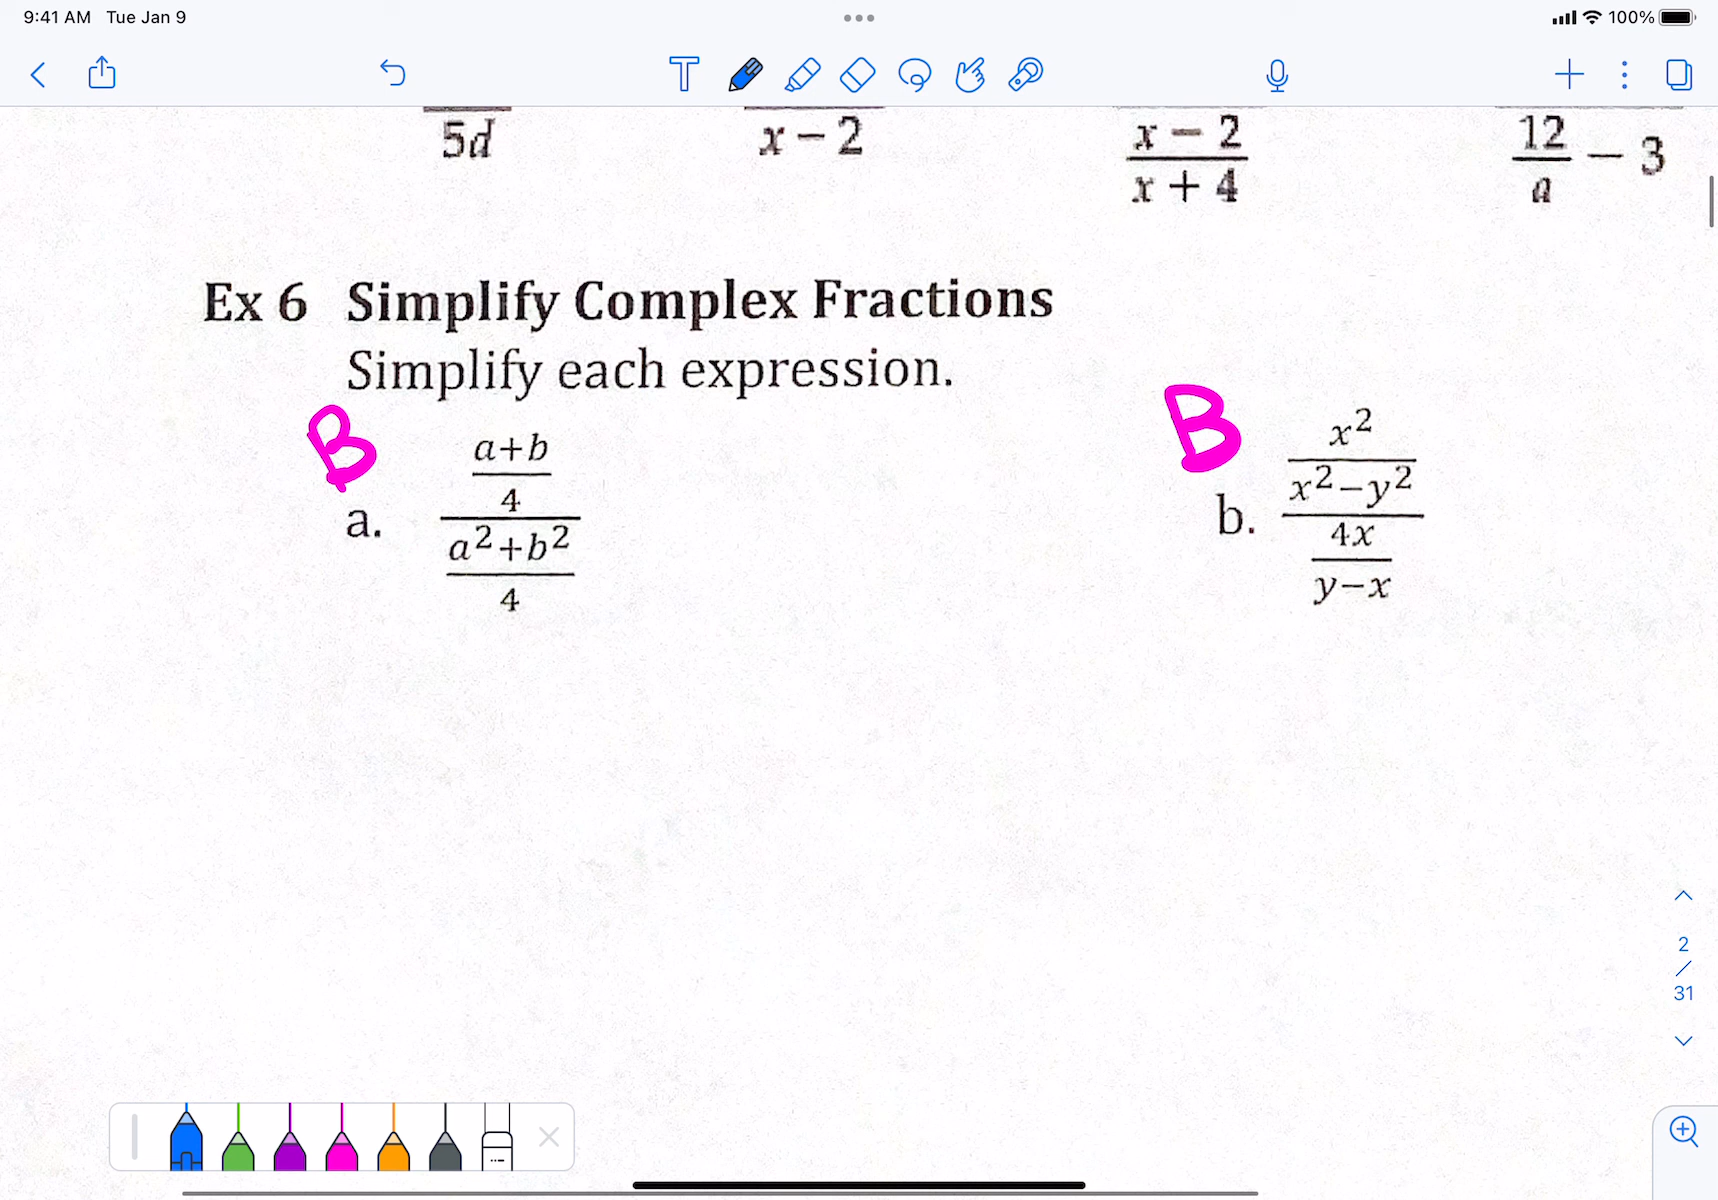 9:41 AM Tue Jan 9
100%
5d
x − 2
x − 2
x + 4
12
a
− 3
Ex 6 Simplify Complex Fractions
Simplify each expression.
B
a.
a+b
4
a²+b²
4
B
b.
x²
x²−y²
4x
y−x
2
/
31